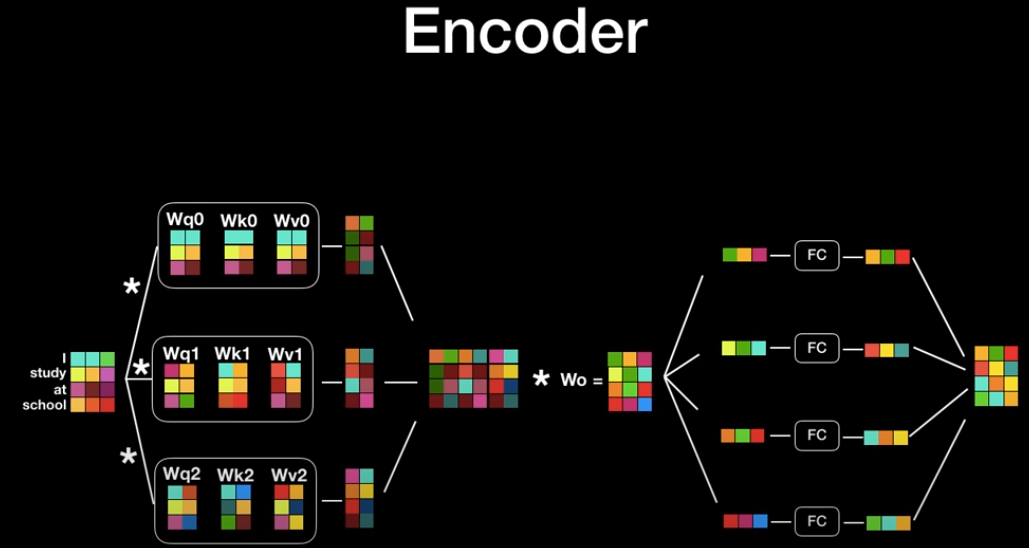 Encoder
Wq0 Wk0 Wv0
*
I
study
at
school
*
Wq1 Wk1 Wv1
* Wo =
*
Wq2 Wk2 Wv2
FC
FC
FC
FC